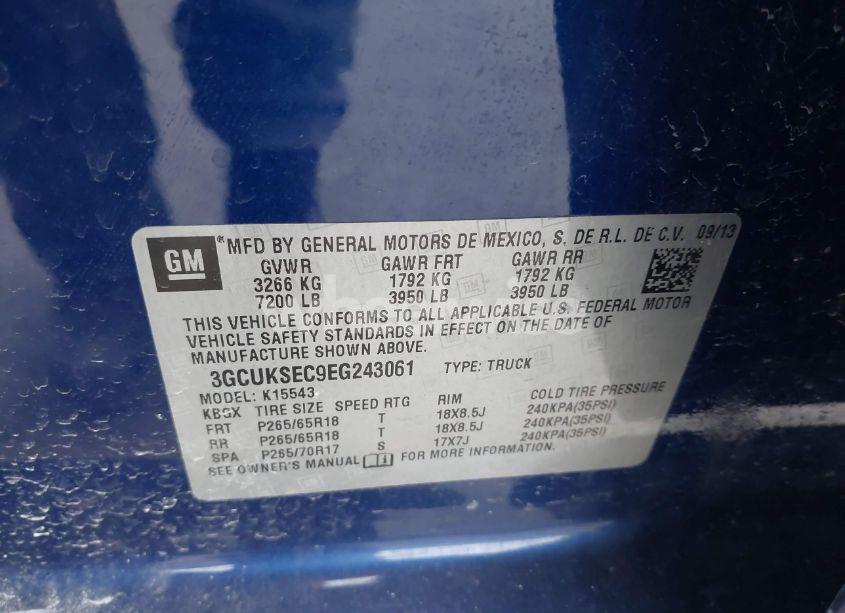 GM ® MFD BY GENERAL MOTORS DE MEXICO, S. DE R.L. DE C.V. 09/13
GVWR GAWR FRT GAWR RR
3266 KG 1792 KG 1792 KG
7200 LB 3950 LB 3950 LB
THIS VEHICLE CONFORMS TO ALL APPLICABLE U.S. FEDERAL MOTOR
VEHICLE SAFETY STANDARDS IN EFFECT ON THE DATE OF
MANUFACTURE SHOWN ABOVE.
3GCUKSEC9EG243061 TYPE: TRUCK
MODEL: K15543
KBGX TIRE SIZE SPEED RTG RIM COLD TIRE PRESSURE
FRT P265/65R18 T 18X8.5J 240KPA(35PSI)
RR P265/65R18 T 18X8.5J 240KPA(35PSI)
SPA P265/70R17 S 17X7J 240KPA(35PSI)
SEE OWNER'S MANUAL FOR MORE INFORMATION.